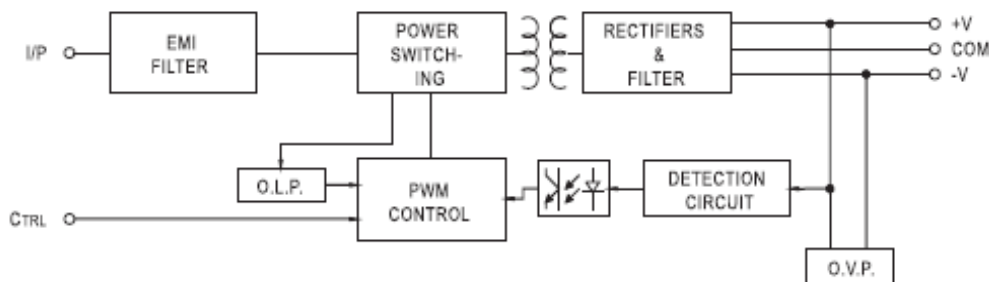 I/P
EMI
FILTER
POWER
SWITCH-
ING
RECTIFIERS
&
FILTER
+V
COM
-V
O.L.P.
PWM
CONTROL
DETECTION
CIRCUIT
CTRL
O.V.P.